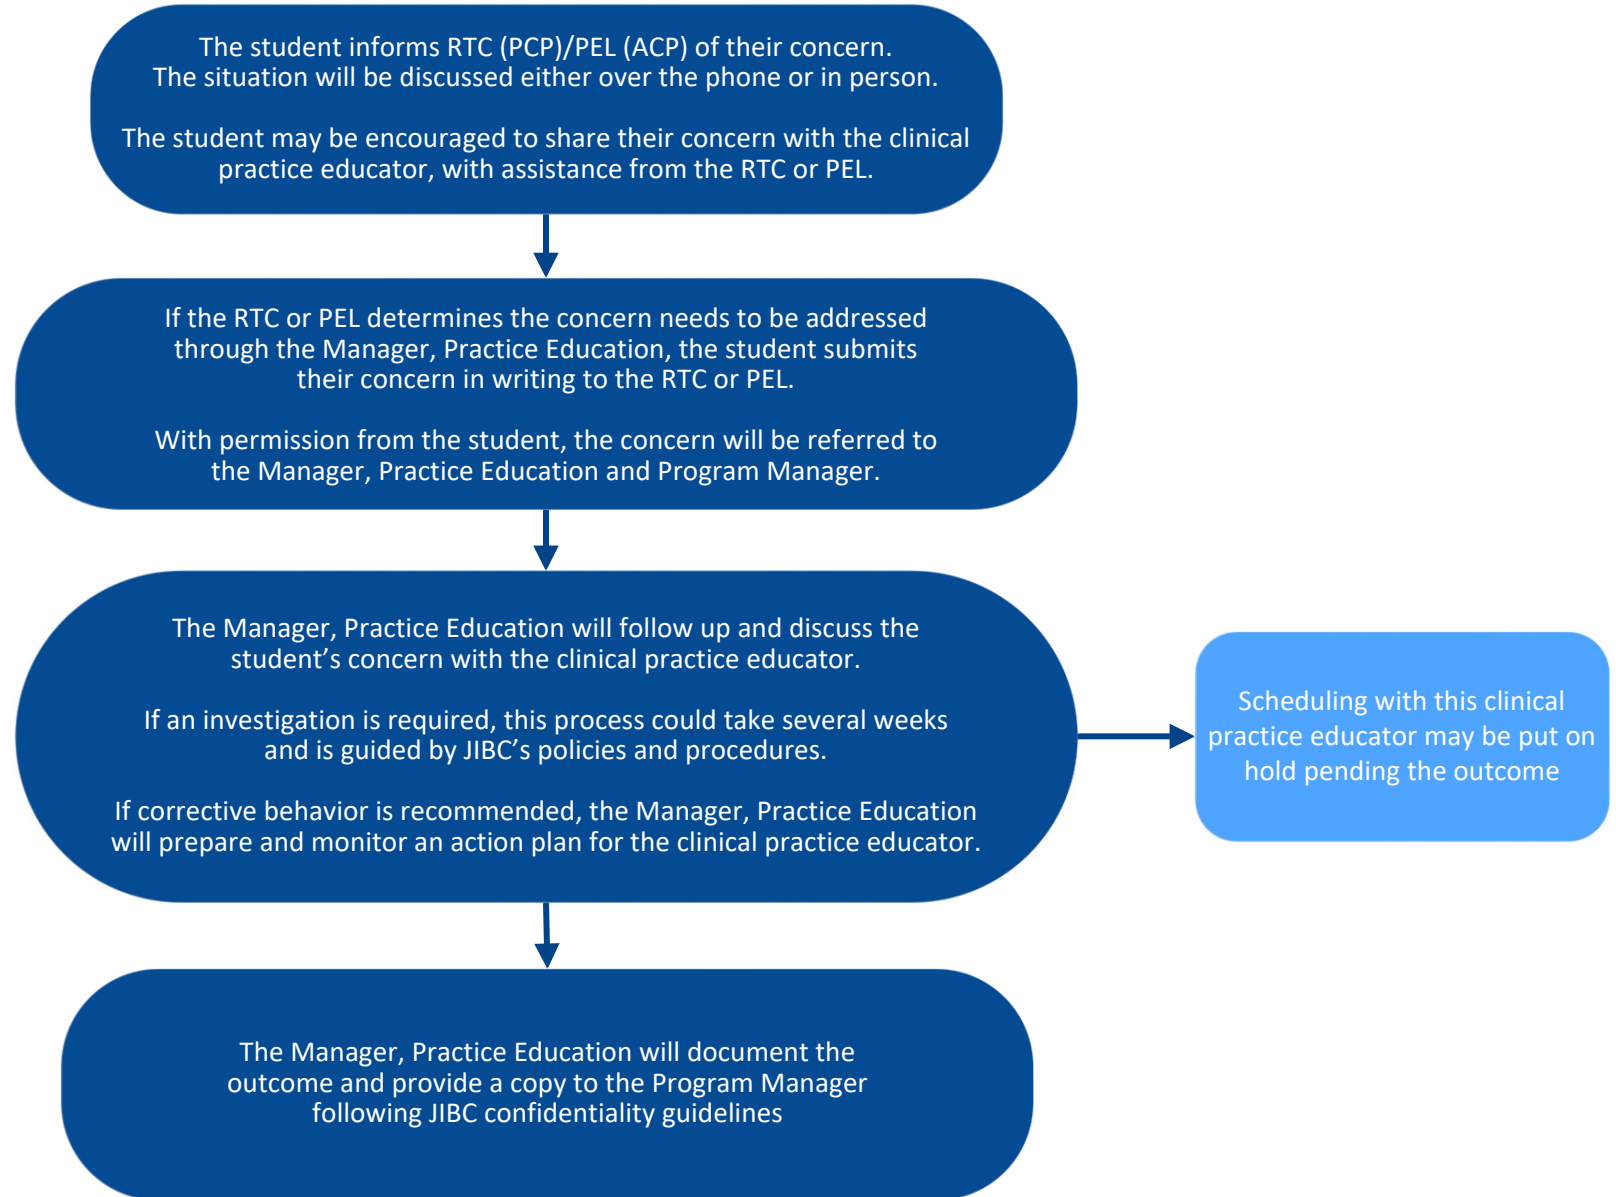 The student informs RTC (PCP)/PEL (ACP) of their concern.
The situation will be discussed either over the phone or in person.
The student may be encouraged to share their concern with the clinical
practice educator, with assistance from the RTC or PEL.
If the RTC or PEL determines the concern needs to be addressed
through the Manager, Practice Education, the student submits
their concern in writing to the RTC or PEL.
With permission from the student, the concern will be referred to
the Manager, Practice Education and Program Manager.
The Manager, Practice Education will follow up and discuss the
student’s concern with the clinical practice educator.
If an investigation is required, this process could take several weeks
and is guided by JIBC’s policies and procedures.
If corrective behavior is recommended, the Manager, Practice Education
will prepare and monitor an action plan for the clinical practice educator.
Scheduling with this clinical
practice educator may be put on
hold pending the outcome
The Manager, Practice Education will document the
outcome and provide a copy to the Program Manager
following JIBC confidentiality guidelines